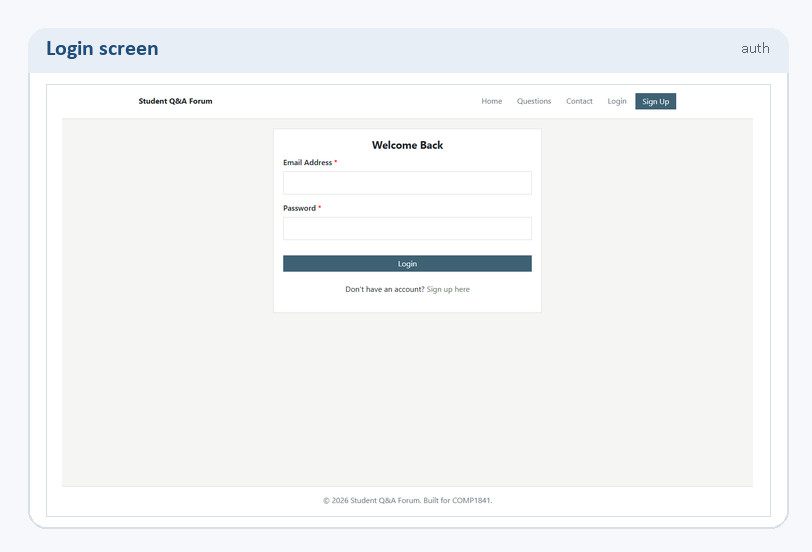 Login screen
auth
Student Q&A Forum
Home Questions Contact Login Sign Up
Welcome Back
Email Address *
Password *
Login
Don't have an account? Sign up here
© 2026 Student Q&A Forum. Built for COMP1841.